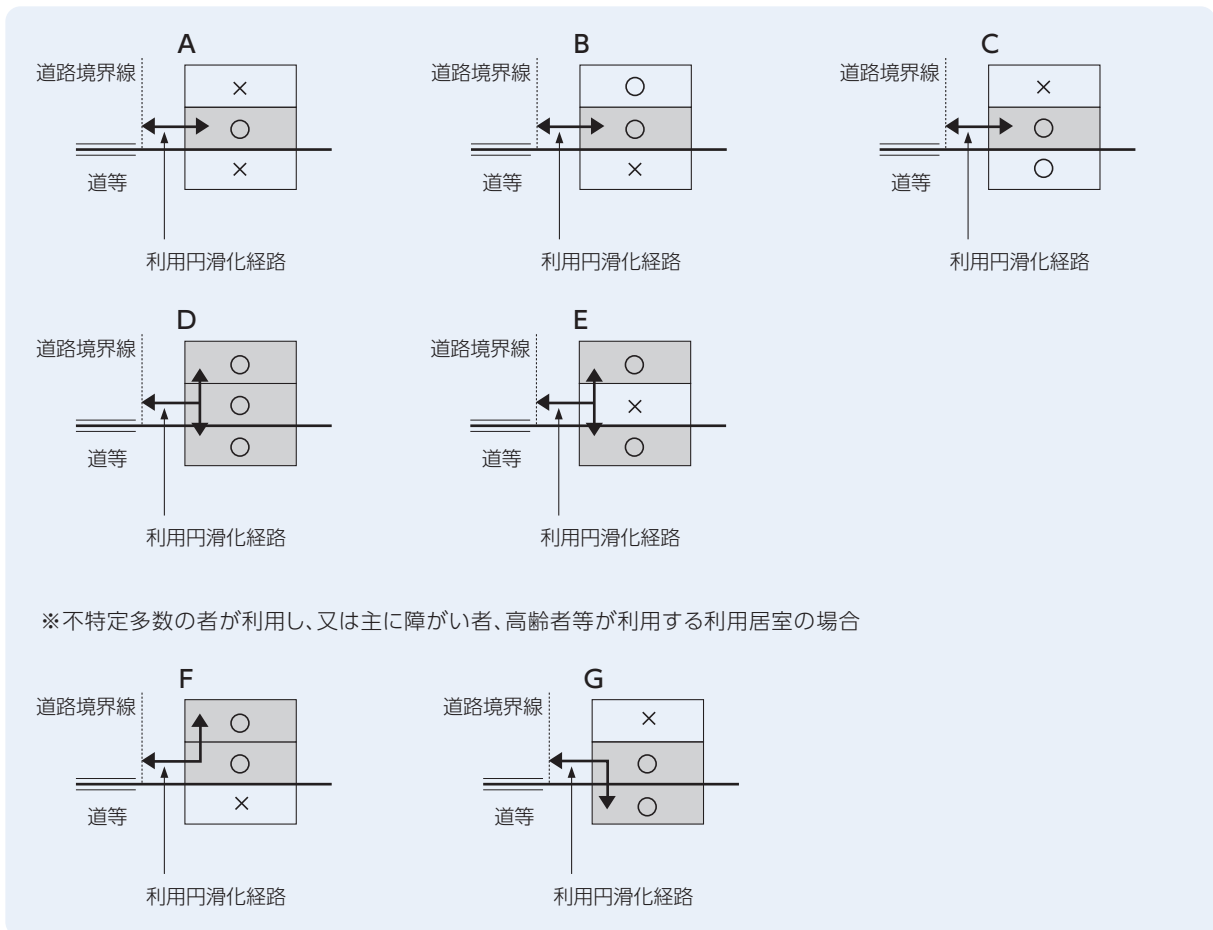 A
B
C
道路境界線
×
道路境界線
○
道路境界線
×
○
○
○
道等
×
道等
×
道等
○
利用円滑化経路
利用円滑化経路
利用円滑化経路
D
E
道路境界線
○
道路境界線
○
○
×
道等
○
道等
○
利用円滑化経路
利用円滑化経路
※不特定多数の者が利用し、又は主に障がい者、高齢者等が利用する利用居室の場合
F
G
道路境界線
○
道路境界線
×
○
○
道等
×
道等
○
利用円滑化経路
利用円滑化経路